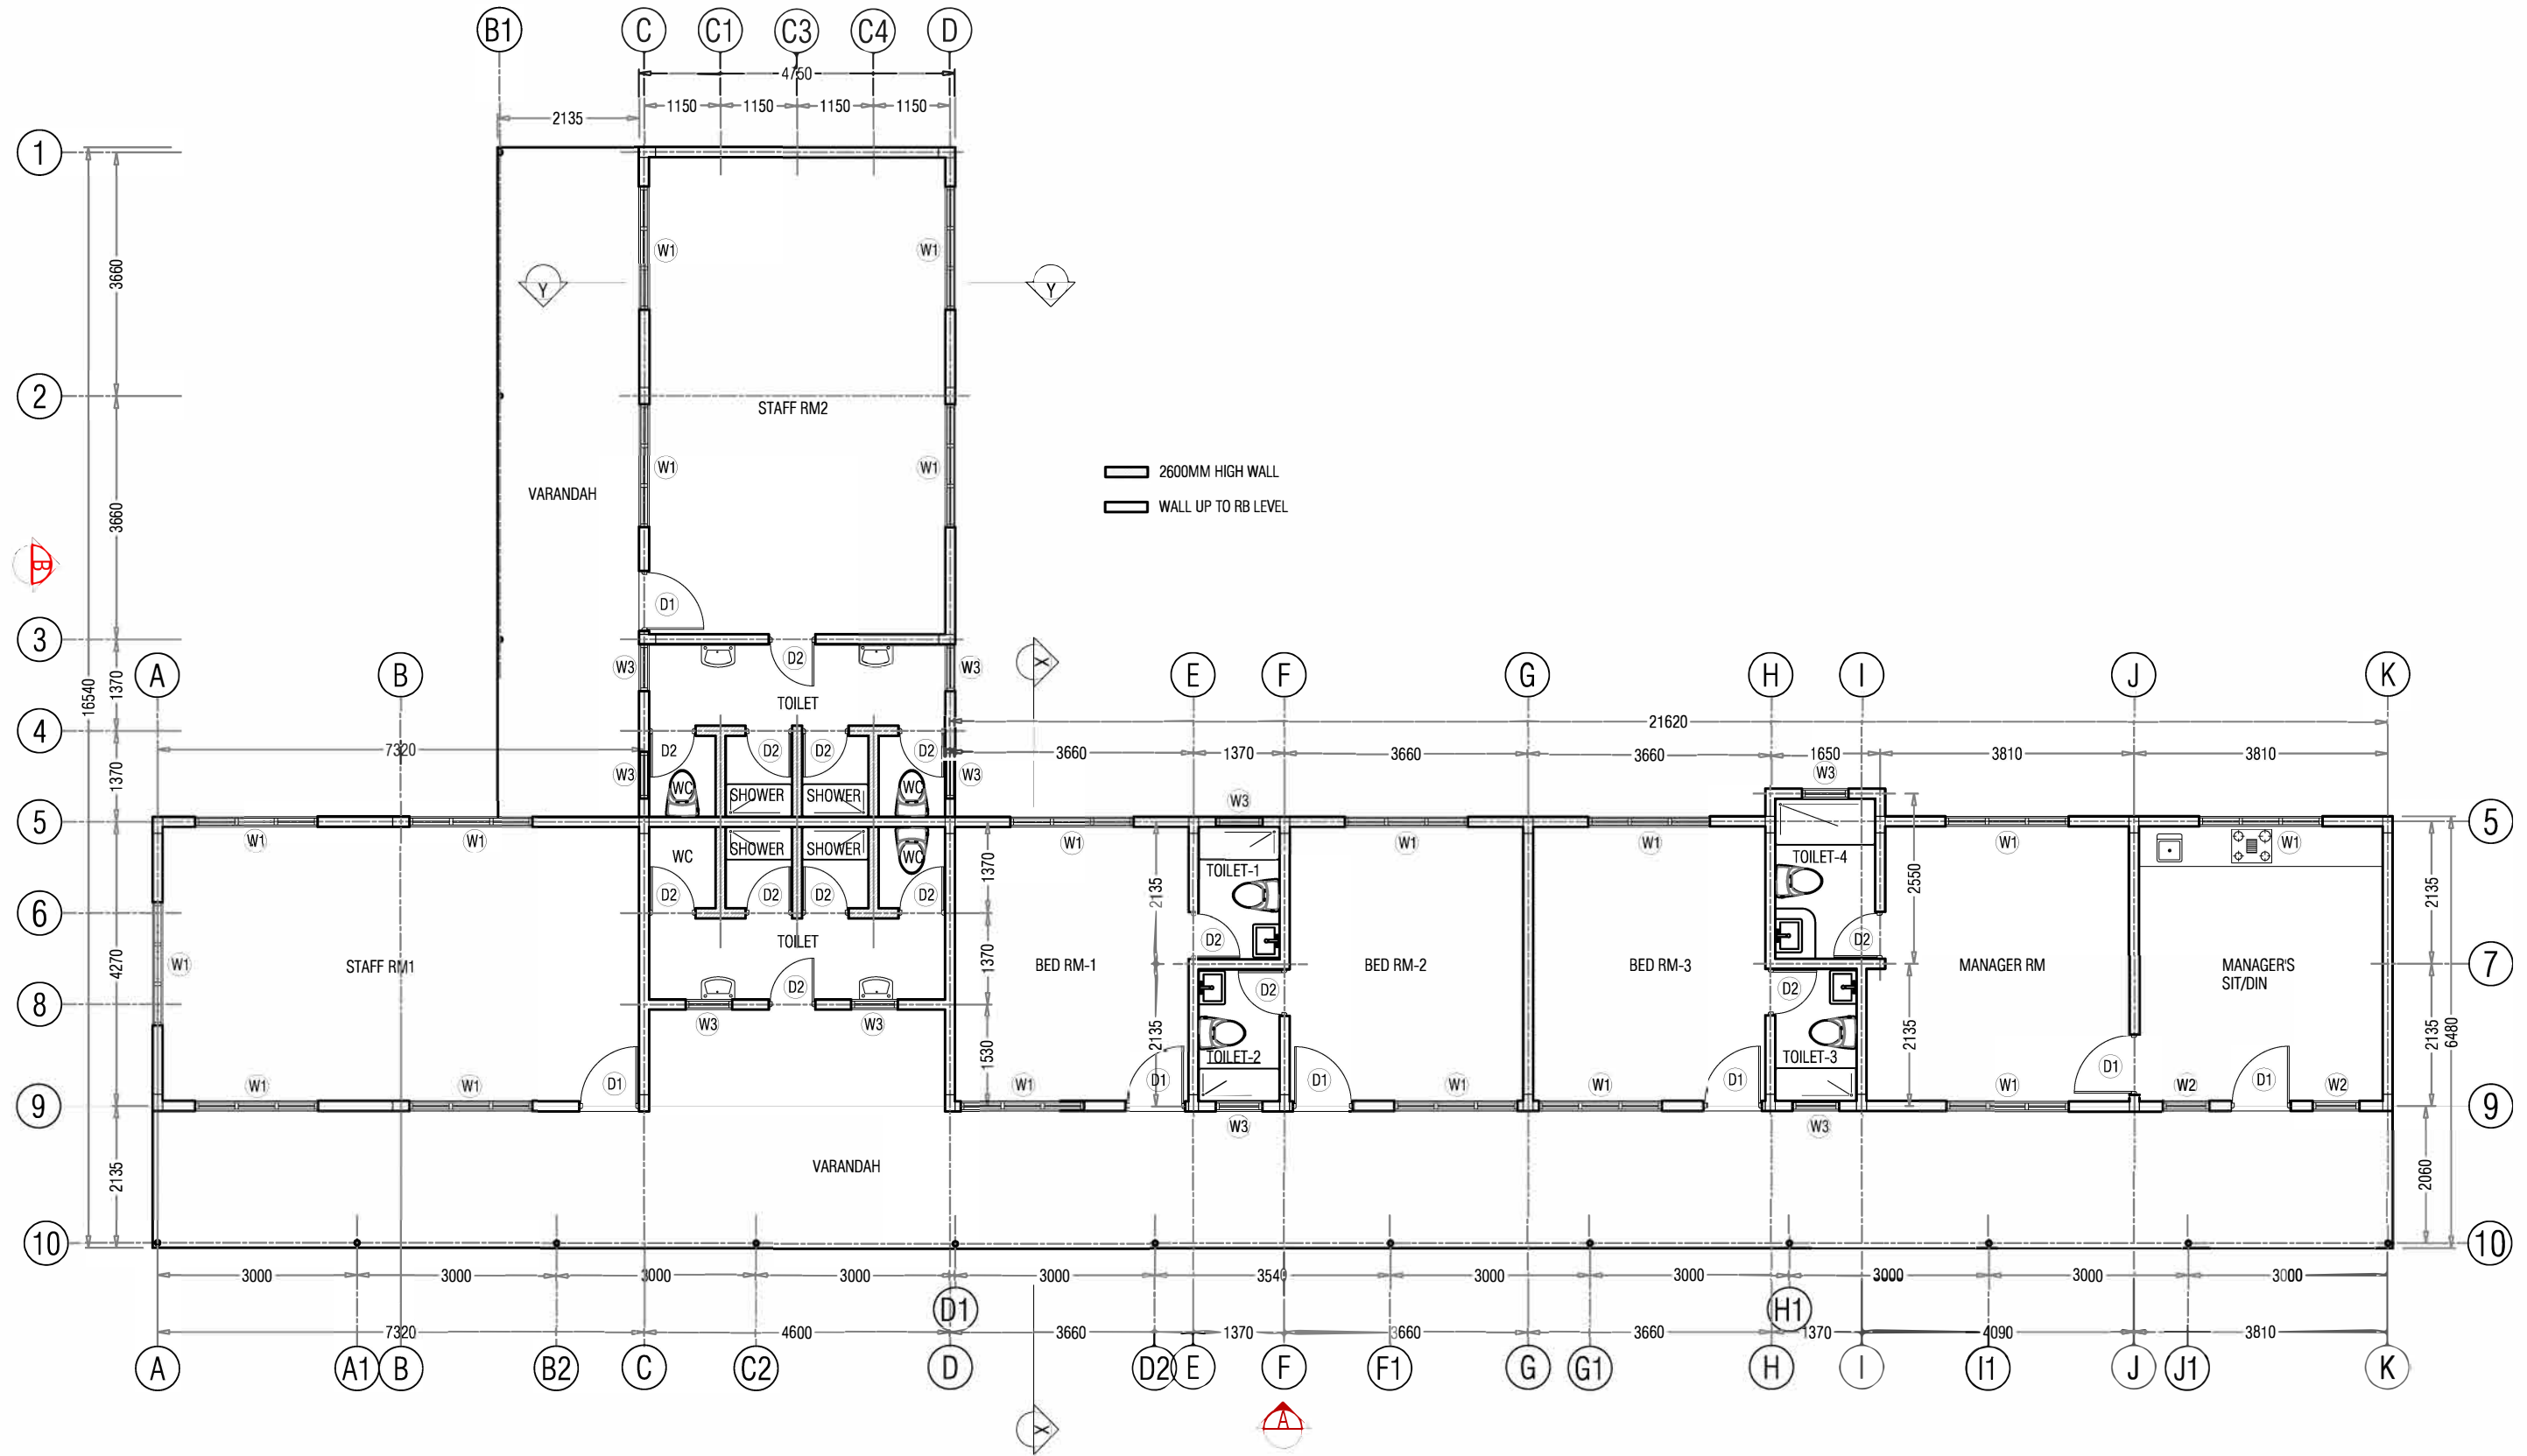 B1 C C1 C3 C4 D
4750
1150 1150 1150 1150
2135
1
3660
W1 W1
Y Y
2
STAFF RM2
W1 W1
2600MM HIGH WALL
WALL UP TO RB LEVEL
VARANDAH
3660
B
D1
3
W3 D2 W3 X
A B E F G H I J K
16540
1370
TOILET
4
21620
7320
D2 D2 D2 D2
3660 1370 3660 3660 1650 3810 3810
1370
W3 W3 W3
WC SHOWER SHOWER WC
W3
5 5
W1 W1 W1 W1 W1 W1 W1
SHOWER SHOWER
WC WC
TOILET-4
TOILET-1
1370 2135 2550 2135
D2 D2 D2 D2
6
TOILET
D2 D2
4270
W1
STAFF RM1
BED RM-1
BED RM-2
BED RM-3
MANAGER RM
MANAGER'S
SIT/DIN
7
1370
D2 D2 D2
8
W3 W3
2135 2135 2135 6480
1530
TOILET-2
TOILET-3
D1
W1 W1 D1 W1 D1 D1 W1 W1 D1 W1 W2 D1 W2
9 9
W3 W3
2135
VARANDAH
2060
10 10
3000 3000 3000 3000 3000 3540 3000 3000 3000 3000 3000
D1 H1
7320 4600 3660 1370 3660 3660 1370 4090 3810
A A1 B B2 C C2 D D2 E F F1 G G1 H I I1 J J1 K
X A